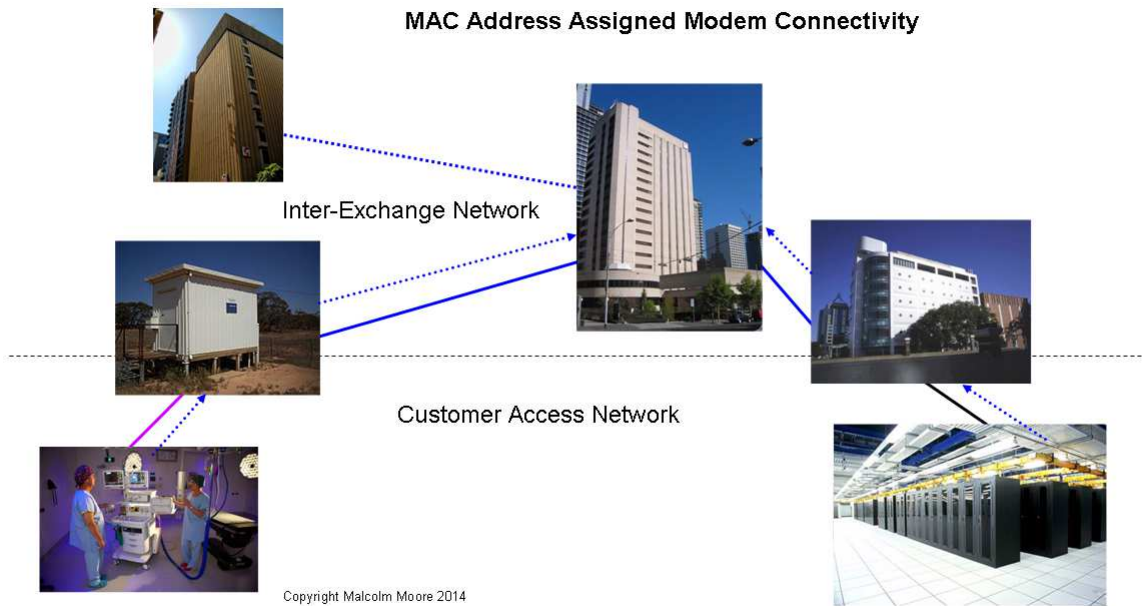 MAC Address Assigned Modem Connectivity
Inter-Exchange Network
Customer Access Network
Copyright Malcolm Moore 2014